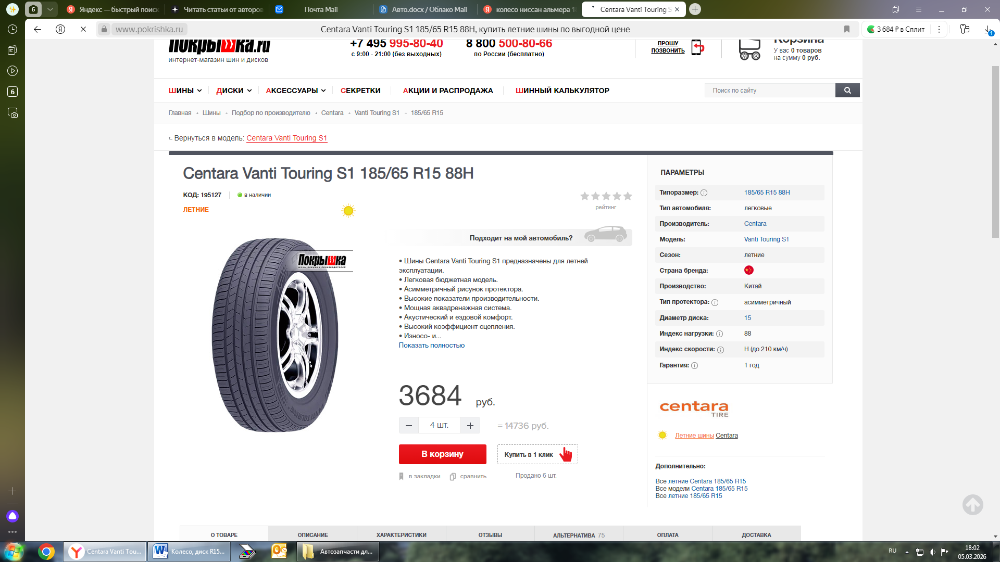 6
Яндекс — быстрый поиск
Читать статьи от авторов
Почта Mail
Авто.docx / Облако Mail
колесо ниссан альмера 1
Centara Vanti Touring S
www.pokrishka.ru
Centara Vanti Touring S1 185/65 R15 88H, купить летние шины по выгодной цене
3 684 ₽ в Сплит
1
6
Покрышка.ru
интернет-магазин шин и дисков
+7 495 995-80-40
с 9:00 - 21:00 (без выходных)
8 800 500-80-66
по России (бесплатно)
ПРОШУ
ПОЗВОНИТЬ
Корзина
У вас 0 товаров
на сумму 0 руб.
ШИНЫ
ДИСКИ
АКСЕССУАРЫ
СЕКРЕТКИ
АКЦИИ И РАСПРОДАЖА
ШИННЫЙ КАЛЬКУЛЯТОР
Поиск по сайту
Главная
Шины
Подбор по производителю
Centara
Vanti Touring S1
185/65 R15
Вернуться в модель: Centara Vanti Touring S1
Centara Vanti Touring S1 185/65 R15 88H
КОД: 195127
в наличии
ЛЕТНИЕ
рейтинг
Подходит на мой автомобиль?
Покрышка
шины ведущих производителей
VANTI TOURING
• Шины Centara Vanti Touring S1 предназначены для летней
эксплуатации.
• Легковая бюджетная модель.
• Асимметричный рисунок протектора.
• Высокие показатели производительности.
• Мощная аквадренажная система.
• Акустический и ездовой комфорт.
• Высокий коэффициент сцепления.
• Износо- и...
Показать полностью
3684 руб.
− 4 шт. +
= 14736 руб.
В корзину
Купить в 1 клик
в закладки
сравнить
Продано 6 шт.
ПАРАМЕТРЫ
Типоразмер: 185/65 R15 88H
Тип автомобиля: легковые
Производитель: Centara
Модель: Vanti Touring S1
Сезон: летние
Страна бренда:
Производство: Китай
Тип протектора: асимметричный
Диаметр диска: 15
Индекс нагрузки: 88
Индекс скорости: H (до 210 км/ч)
Гарантия: 1 год
centara
TIRE
Летние шины Centara
Дополнительно:
Все летние Centara 185/65 R15
Все модели Centara 185/65 R15
Все летние 185/65 R15
О ТОВАРЕ
ОПИСАНИЕ
ХАРАКТЕРИСТИКИ
ОТЗЫВЫ
АЛЬТЕРНАТИВА 75
ОПЛАТА
ДОСТАВКА
Centara Vanti Tou...
Колесо, диск R15...
Автозапчасти дл...
RU
18:02
05.03.2026